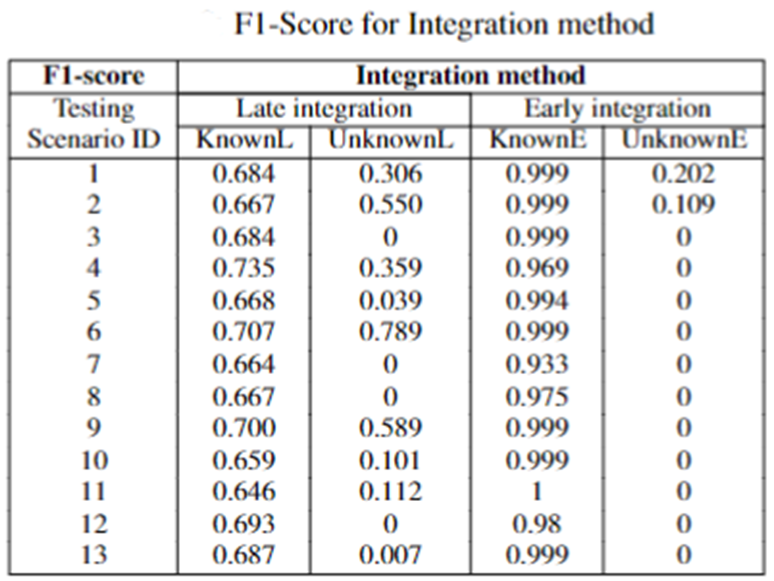 F1-Score for Integration method
F1-score Integration method
Testing Late integration Early integration
Scenario ID KnownL UnknownL KnownE UnknownE
1 0.684 0.306 0.999 0.202
2 0.667 0.550 0.999 0.109
3 0.684 0 0.999 0
4 0.735 0.359 0.969 0
5 0.668 0.039 0.994 0
6 0.707 0.789 0.999 0
7 0.664 0 0.933 0
8 0.667 0 0.975 0
9 0.700 0.589 0.999 0
10 0.659 0.101 0.999 0
11 0.646 0.112 1 0
12 0.693 0 0.98 0
13 0.687 0.007 0.999 0